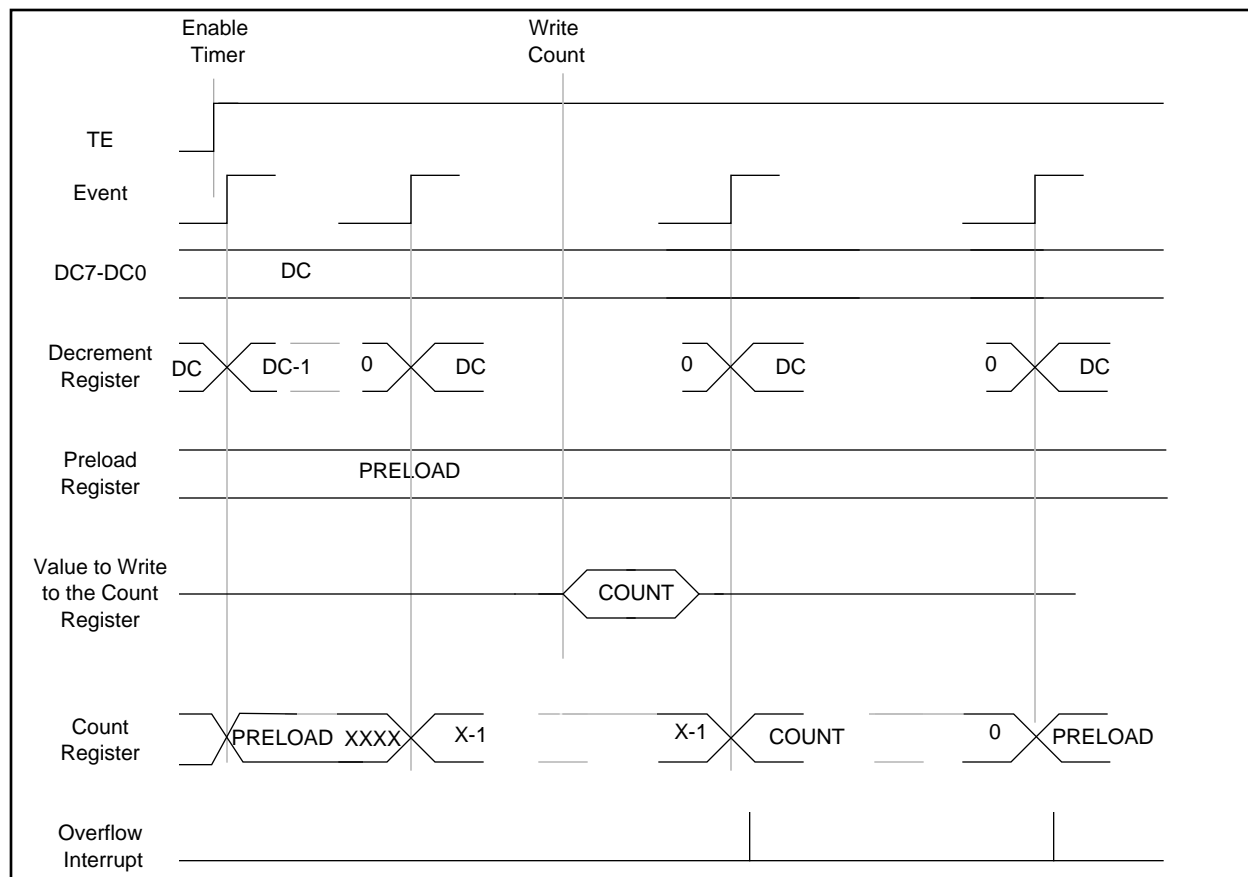 Enable
Timer
Write
Count
TE
Event
DC7-DC0
DC
Decrement
Register
DC
DC-1
0
DC
0
DC
0
DC
Preload
Register
PRELOAD
Value to Write
to the Count
Register
COUNT
Count
Register
PRELOAD
XXXX
X-1
X-1
COUNT
0
PRELOAD
Overflow
Interrupt